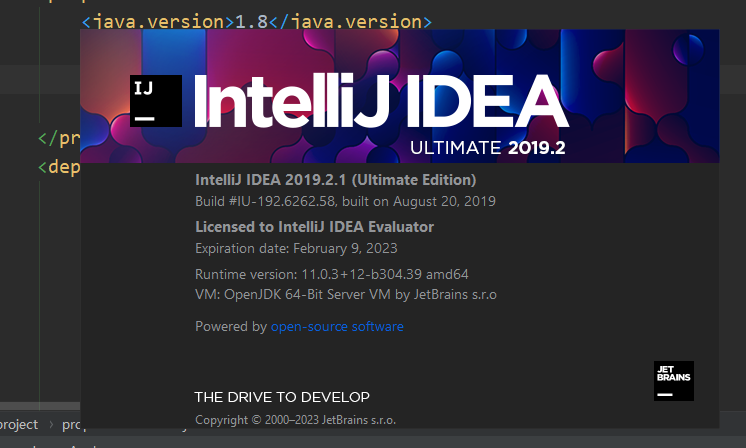 <java.version>1.8</java.version>
IJ
IntelliJ IDEA
ULTIMATE 2019.2
</pr
<dep
IntelliJ IDEA 2019.2.1 (Ultimate Edition)
Build #IU-192.6262.58, built on August 20, 2019
Licensed to IntelliJ IDEA Evaluator
Expiration date: February 9, 2023
Runtime version: 11.0.3+12-b304.39 amd64
VM: OpenJDK 64-Bit Server VM by JetBrains s.r.o
Powered by open-source software
JET
BRAINS
THE DRIVE TO DEVELOP
Copyright © 2000–2023 JetBrains s.r.o.
project › prop